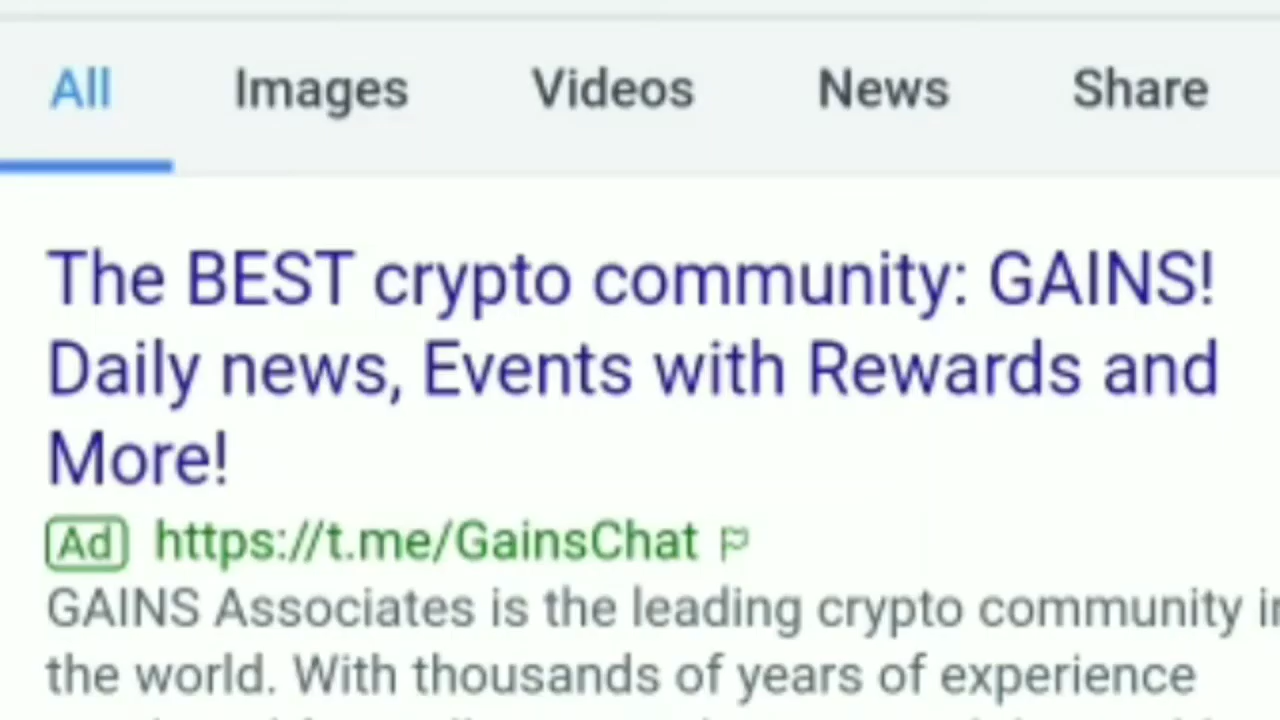 All Images Videos News Share
The BEST crypto community: GAINS!
Daily news, Events with Rewards and
More!
Ad https://t.me/GainsChat
GAINS Associates is the leading crypto community
the world. With thousands of years of experience